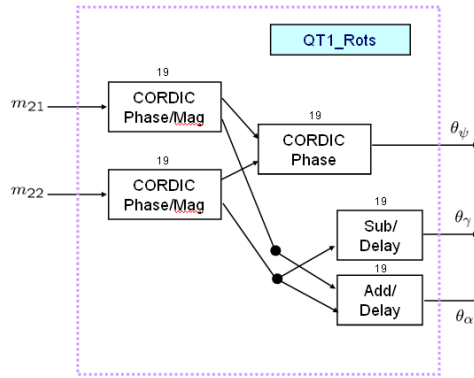 QT1_Rots
19
m21
CORDIC
Phase/Mag
19
CORDIC
Phase
θψ
19
m22
CORDIC
Phase/Mag
19
Sub/
Delay
θγ
19
Add/
Delay
θα